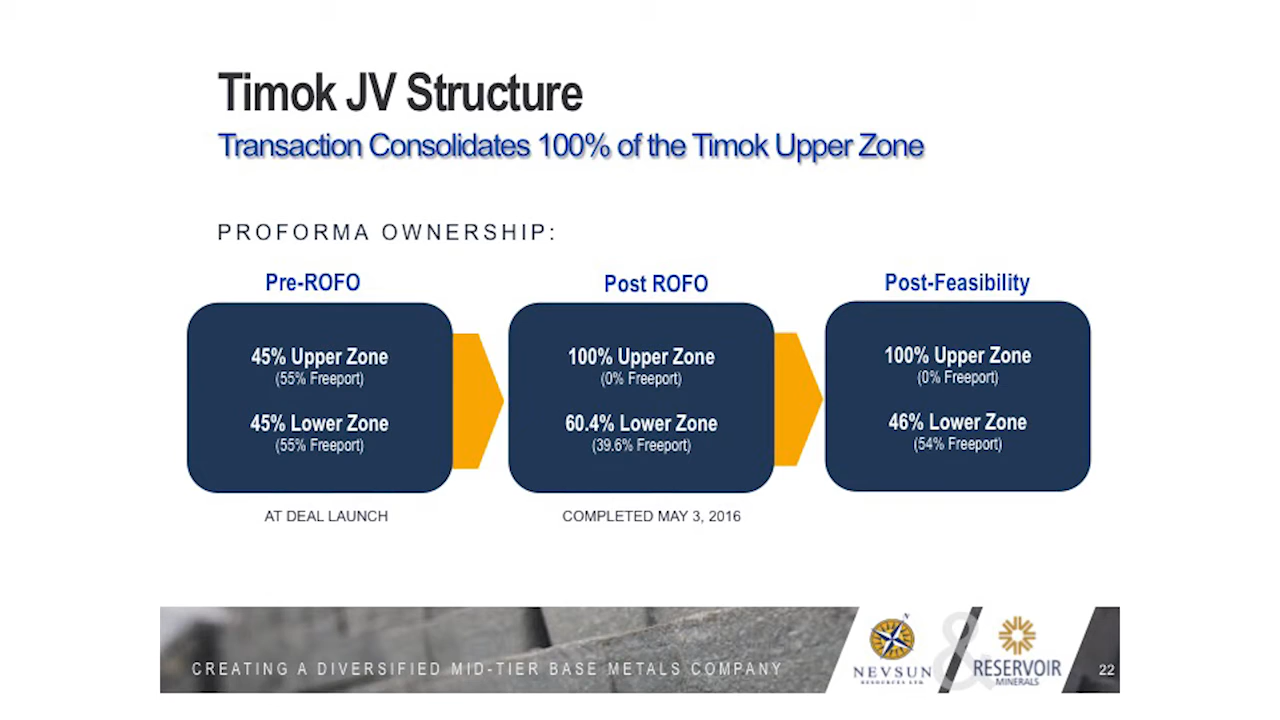 Timok JV Structure
Transaction Consolidates 100% of the Timok Upper Zone
PROFORMA OWNERSHIP:
Pre-ROFO
45% Upper Zone
(55% Freeport)
45% Lower Zone
(55% Freeport)
AT DEAL LAUNCH
Post ROFO
100% Upper Zone
(0% Freeport)
60.4% Lower Zone
(39.6% Freeport)
COMPLETED MAY 3, 2016
Post-Feasibility
100% Upper Zone
(0% Freeport)
46% Lower Zone
(54% Freeport)
CREATING A DIVERSIFIED MID-TIER BASE METALS COMPANY
N
NEVSUN
RESOURCES LTD.
&
RESERVOIR
MINERALS
22